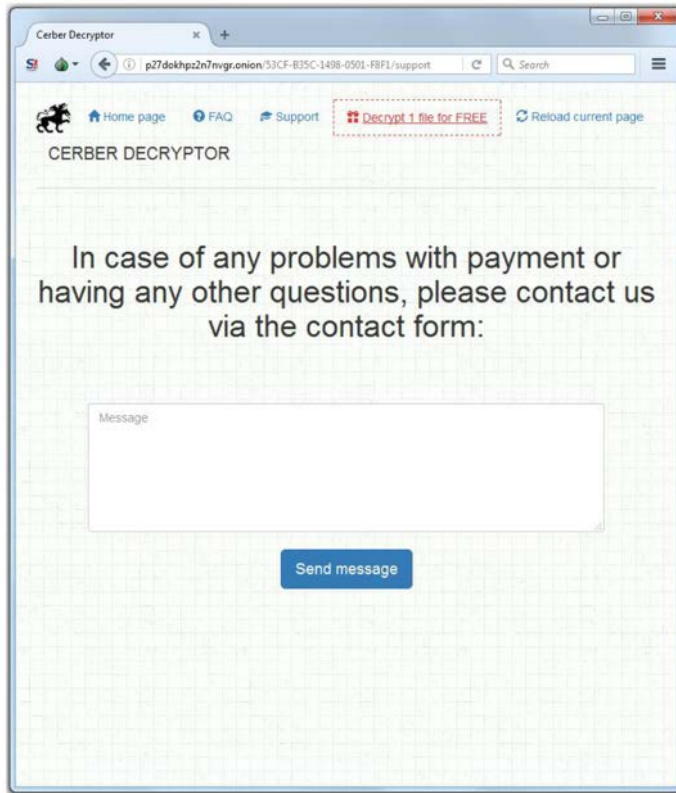 Cerber Decryptor
p27dokhpz2n7nvgr.onion/53CF-B35C-1498-0501-F8F1/support
Search
Home page FAQ Support Decrypt 1 file for FREE Reload current page
CERBER DECRYPTOR
In case of any problems with payment or
having any other questions, please contact us
via the contact form:
Message
Send message